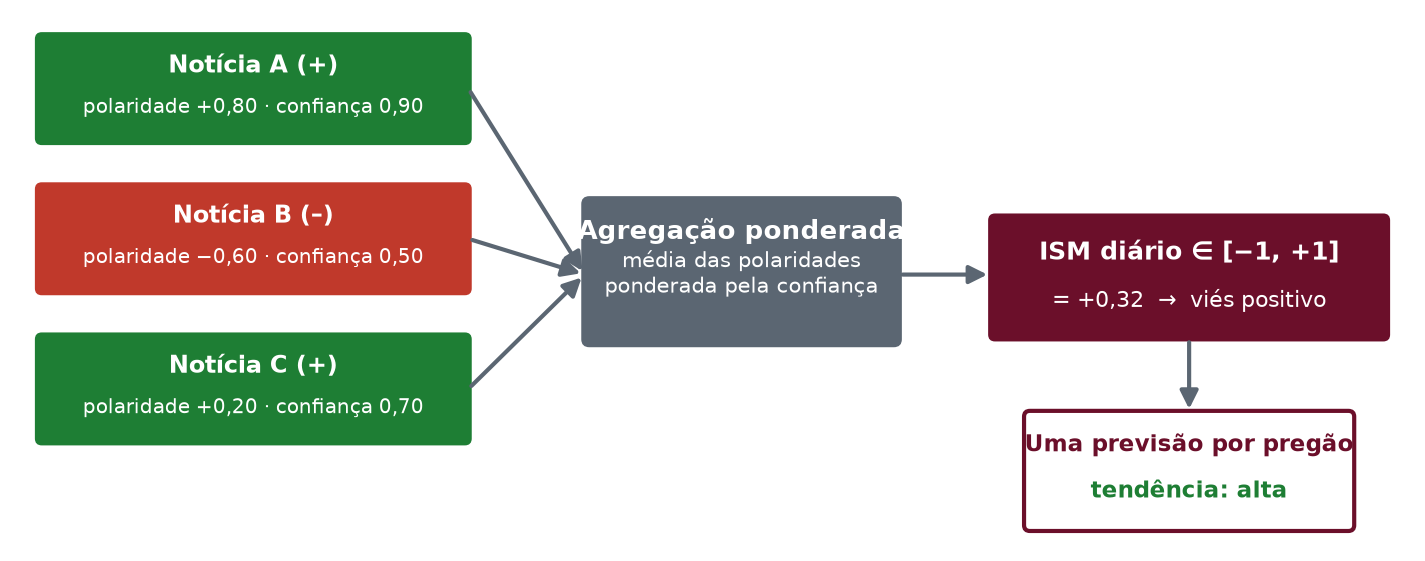 Notícia A (+)
polaridade +0,80 · confiança 0,90
Notícia B (–)
polaridade −0,60 · confiança 0,50
Notícia C (+)
polaridade +0,20 · confiança 0,70
Agregação ponderada
média das polaridades
ponderada pela confiança
ISM diário ∈ [−1, +1]
= +0,32 → viés positivo
Uma previsão por pregão
tendência: alta